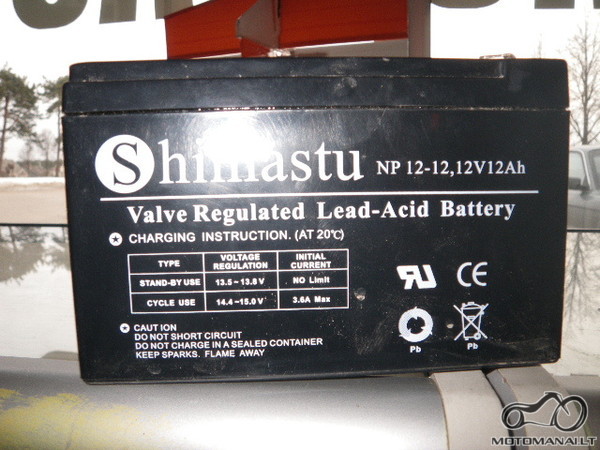 Shimastu NP 12-12,12V12Ah
Valve Regulated Lead-Acid Battery
CHARGING INSTRUCTION. (AT 20℃)
TYPE VOLTAGE REGULATION INITIAL CURRENT
STAND-BY USE 13.5~13.8V NO Limit
CYCLE USE 14.4~15.0V 3.6A Max
CAUTION
DO NOT SHORT CIRCUIT
DO NOT CHARGE IN A SEALED CONTAINER
KEEP SPARKS. FLAME AWAY
CE
Pb Pb
MOTOMANAI.LT